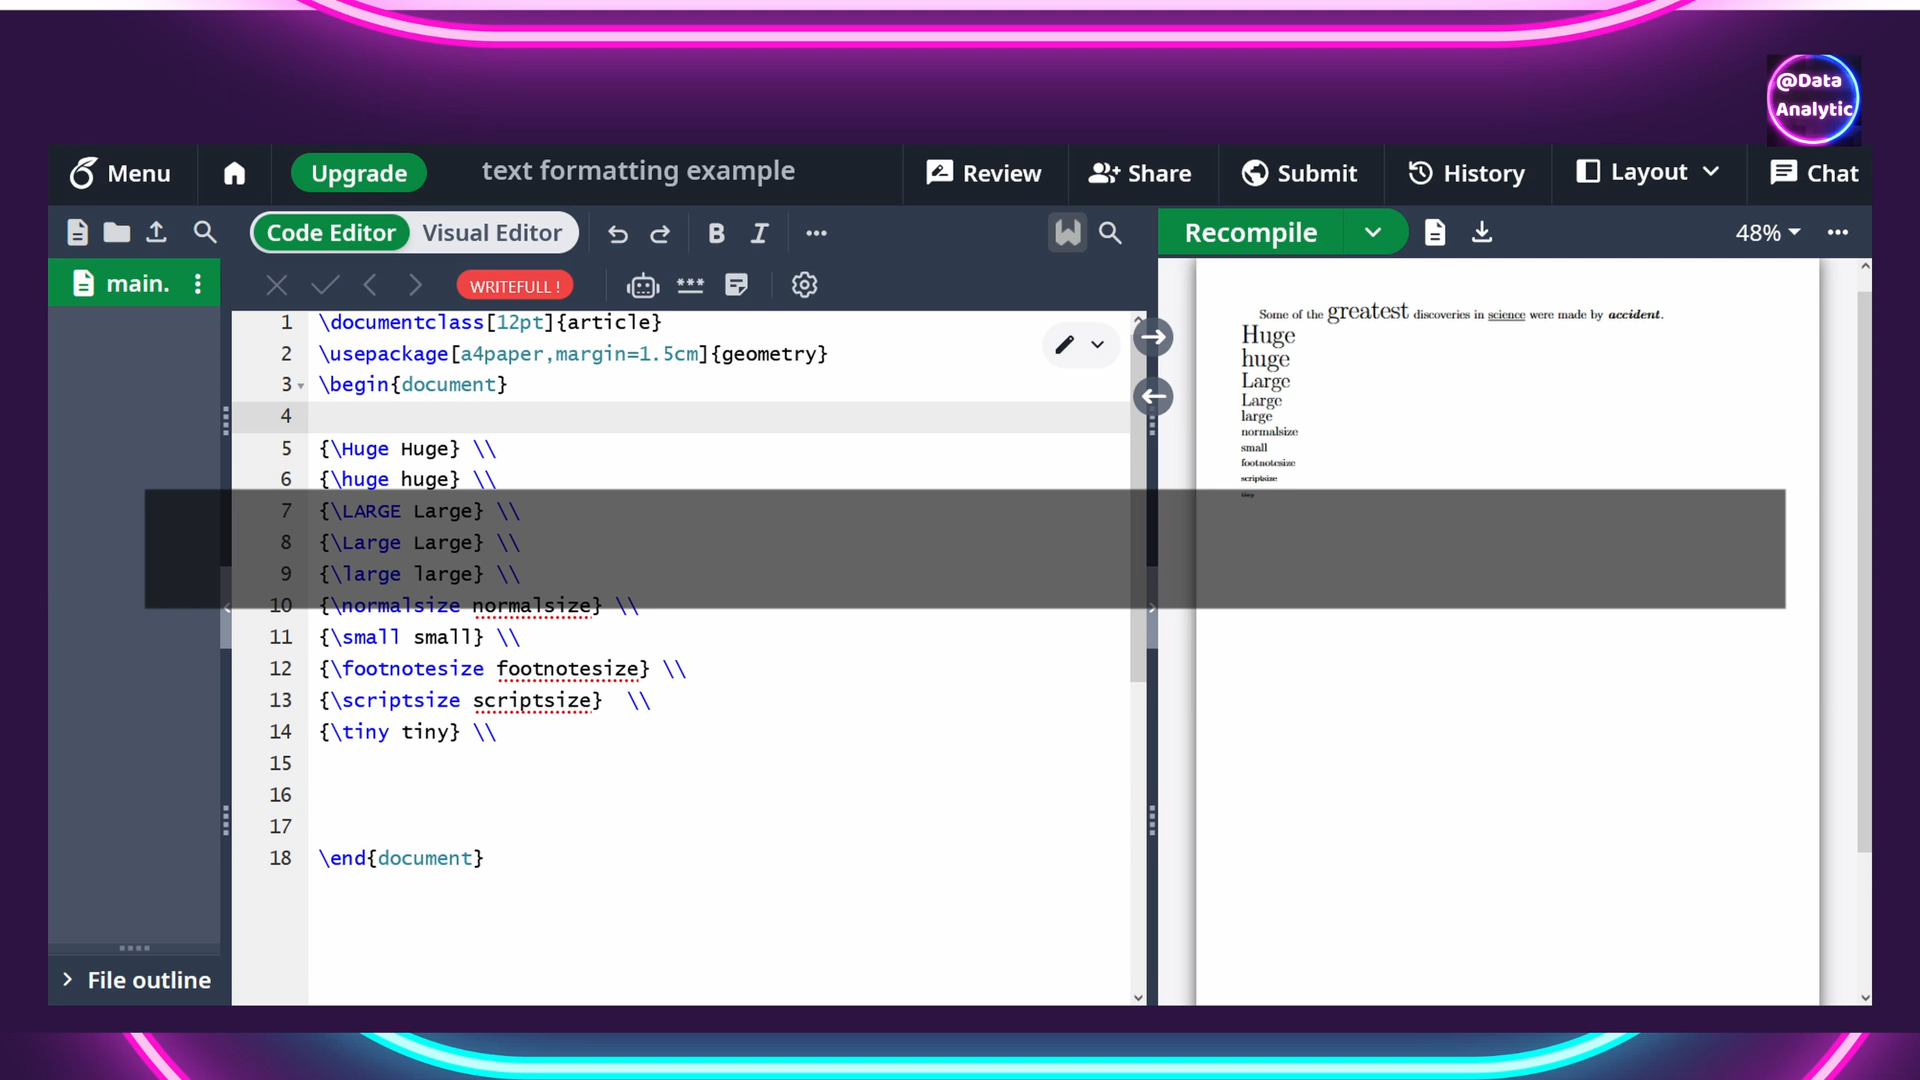 @Data
Analytic
Menu
Upgrade
text formatting example
Review
Share
Submit
History
Layout
Chat
Code Editor
Visual Editor
Recompile
48%
main.
WRITEFULL !
1 \documentclass[12pt]{article}
2 \usepackage[a4paper,margin=1.5cm]{geometry}
3 \begin{document}
4
5 {\Huge Huge} \\
6 {\huge huge} \\
7 {\LARGE Large} \\
8 {\Large Large} \\
9 {\large large} \\
10 {\normalsize normalsize} \\
11 {\small small} \\
12 {\footnotesize footnotesize} \\
13 {\scriptsize scriptsize} \\
14 {\tiny tiny} \\
15
16
17
18 \end{document}
File outline
Some of the greatest discoveries in science were made by accident.
Huge
huge
Large
Large
large
normalsize
small
footnotesize
scriptsize
tiny